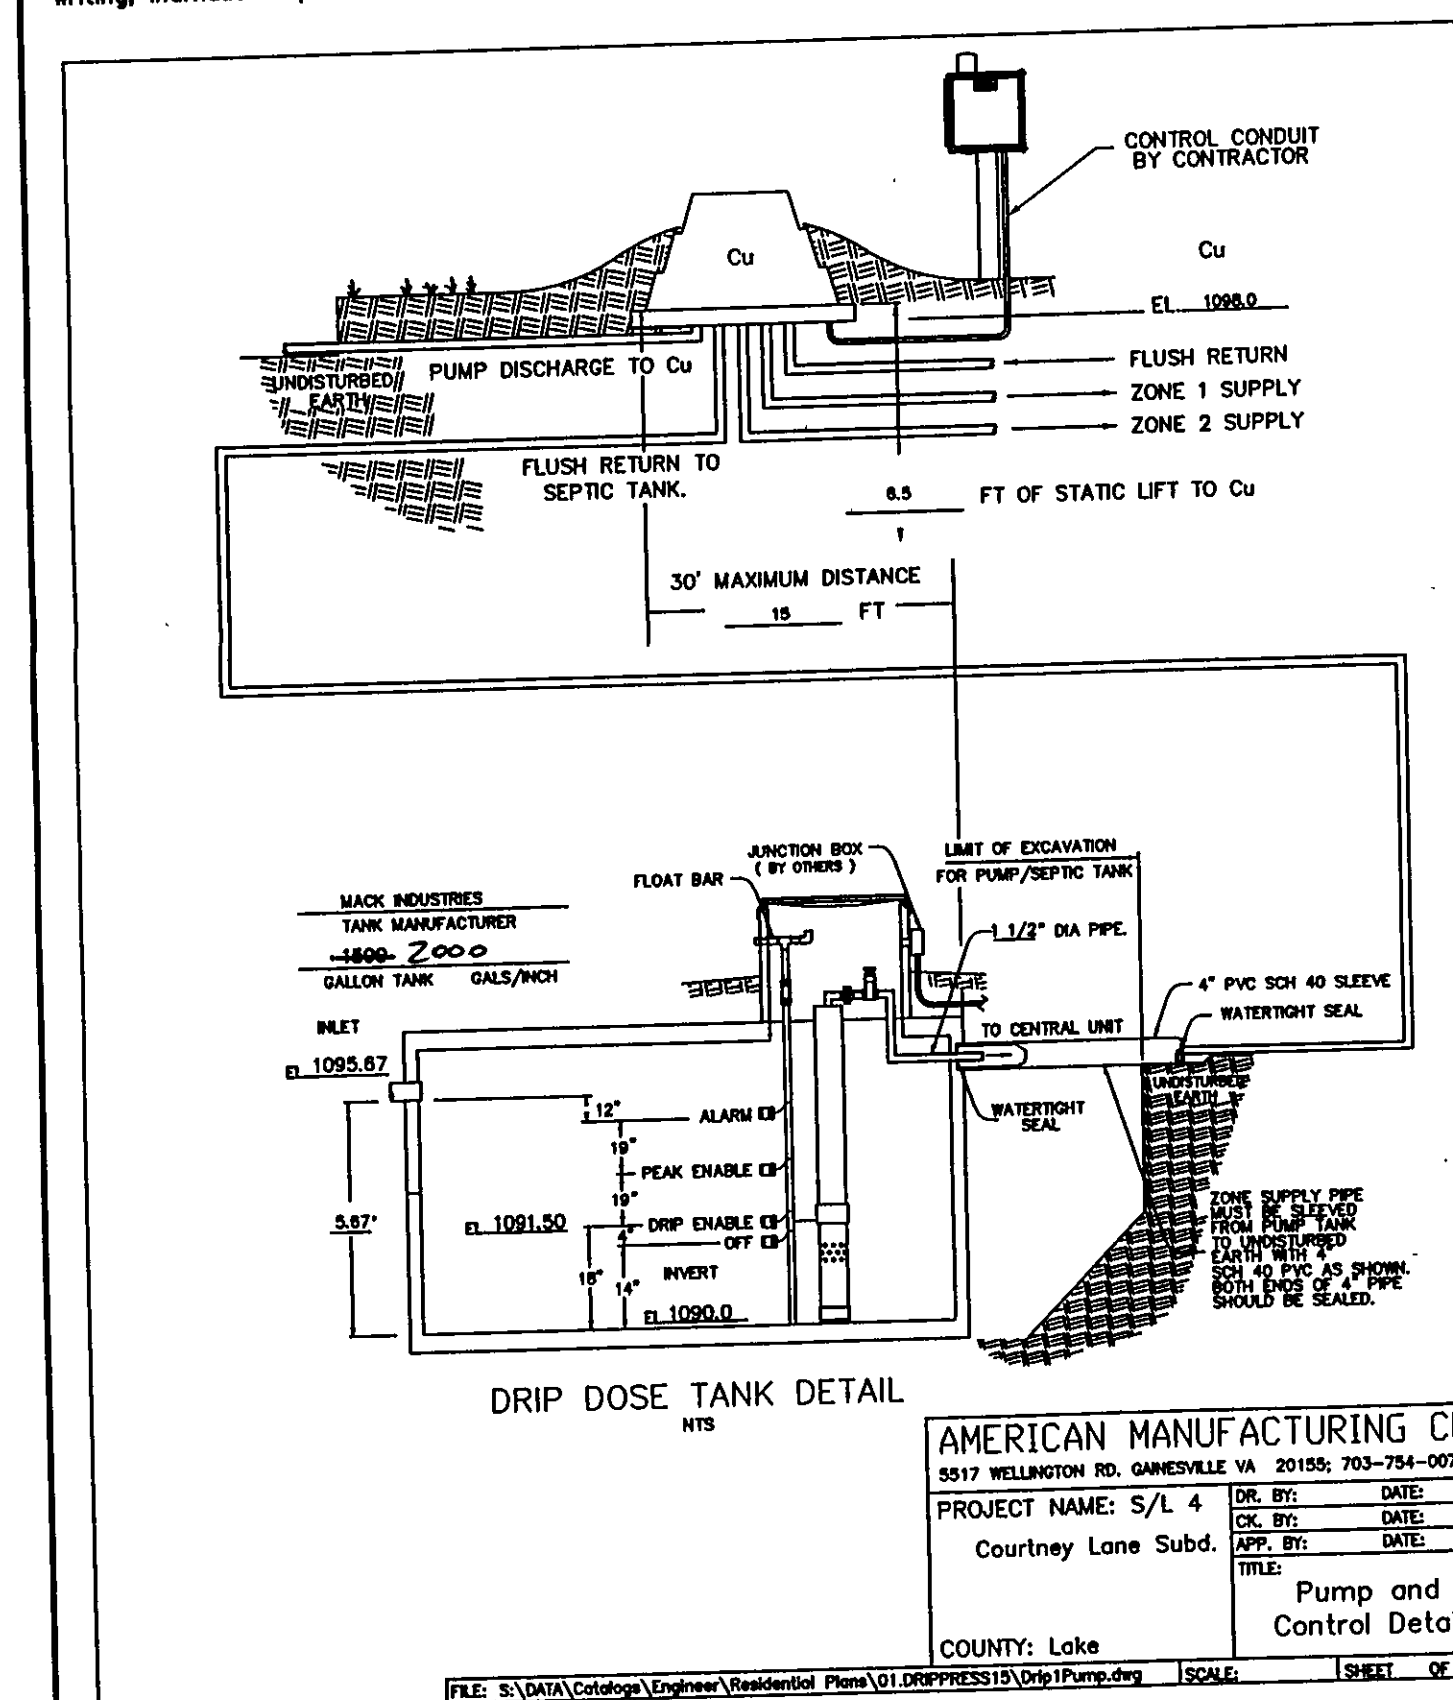 CONTROL CONDUIT
BY CONTRACTOR
Cu
Cu
EL 1098.0
FLUSH RETURN
PUMP DISCHARGE TO Cu
UNDISTURBED
EARTH
ZONE 1 SUPPLY
ZONE 2 SUPPLY
FLUSH RETURN TO
SEPTIC TANK.
6.5 FT OF STATIC LIFT TO Cu
30' MAXIMUM DISTANCE
15 FT
JUNCTION BOX
( BY OTHERS )
LIMIT OF EXCAVATION
FOR PUMP/SEPTIC TANK
FLOAT BAR
MACK INDUSTRIES
TANK MANUFACTURER
1500 2000
GALLON TANK GALS/INCH
1 1/2" DIA PIPE.
4" PVC SCH 40 SLEEVE
WATERTIGHT SEAL
INLET
TO CENTRAL UNIT
EL 1095.67
UNDISTURBED
EARTH
12"
ALARM
WATERTIGHT
SEAL
19"
PEAK ENABLE
19"
5.67'
EL 1091.50
DRIP ENABLE
4"
OFF
18"
14"
INVERT
EL 1090.0
ZONE SUPPLY PIPE
MUST BE SLEEVED
FROM PUMP TANK
TO UNDISTURBED
EARTH WITH 4"
SCH 40 PVC AS SHOWN.
BOTH ENDS OF 4" PIPE
SHOULD BE SEALED.
DRIP DOSE TANK DETAIL
NTS
AMERICAN MANUFACTURING
5517 WELLINGTON RD. GAINESVILLE VA 20155; 703-754-007
PROJECT NAME: S/L 4
Courtney Lane Subd.
COUNTY: Lake
DR. BY: DATE:
CK. BY: DATE:
APP. BY: DATE:
TITLE:
Pump and
Control Detai
FILE: S:\DATA\Catalogs\Engineer\Residential Plans\01.DRIPPRESS15\Drip1Pump.dwg SCALE: SHEET OF